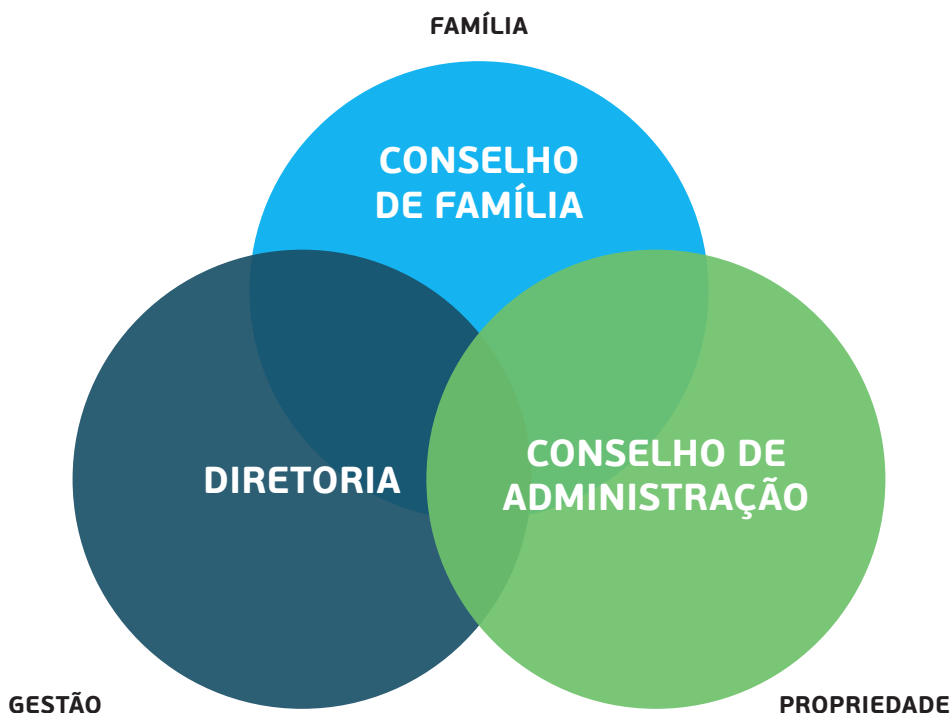 FAMÍLIA
CONSELHO
DE FAMÍLIA
DIRETORIA
CONSELHO DE
ADMINISTRAÇÃO
GESTÃO
PROPRIEDADE